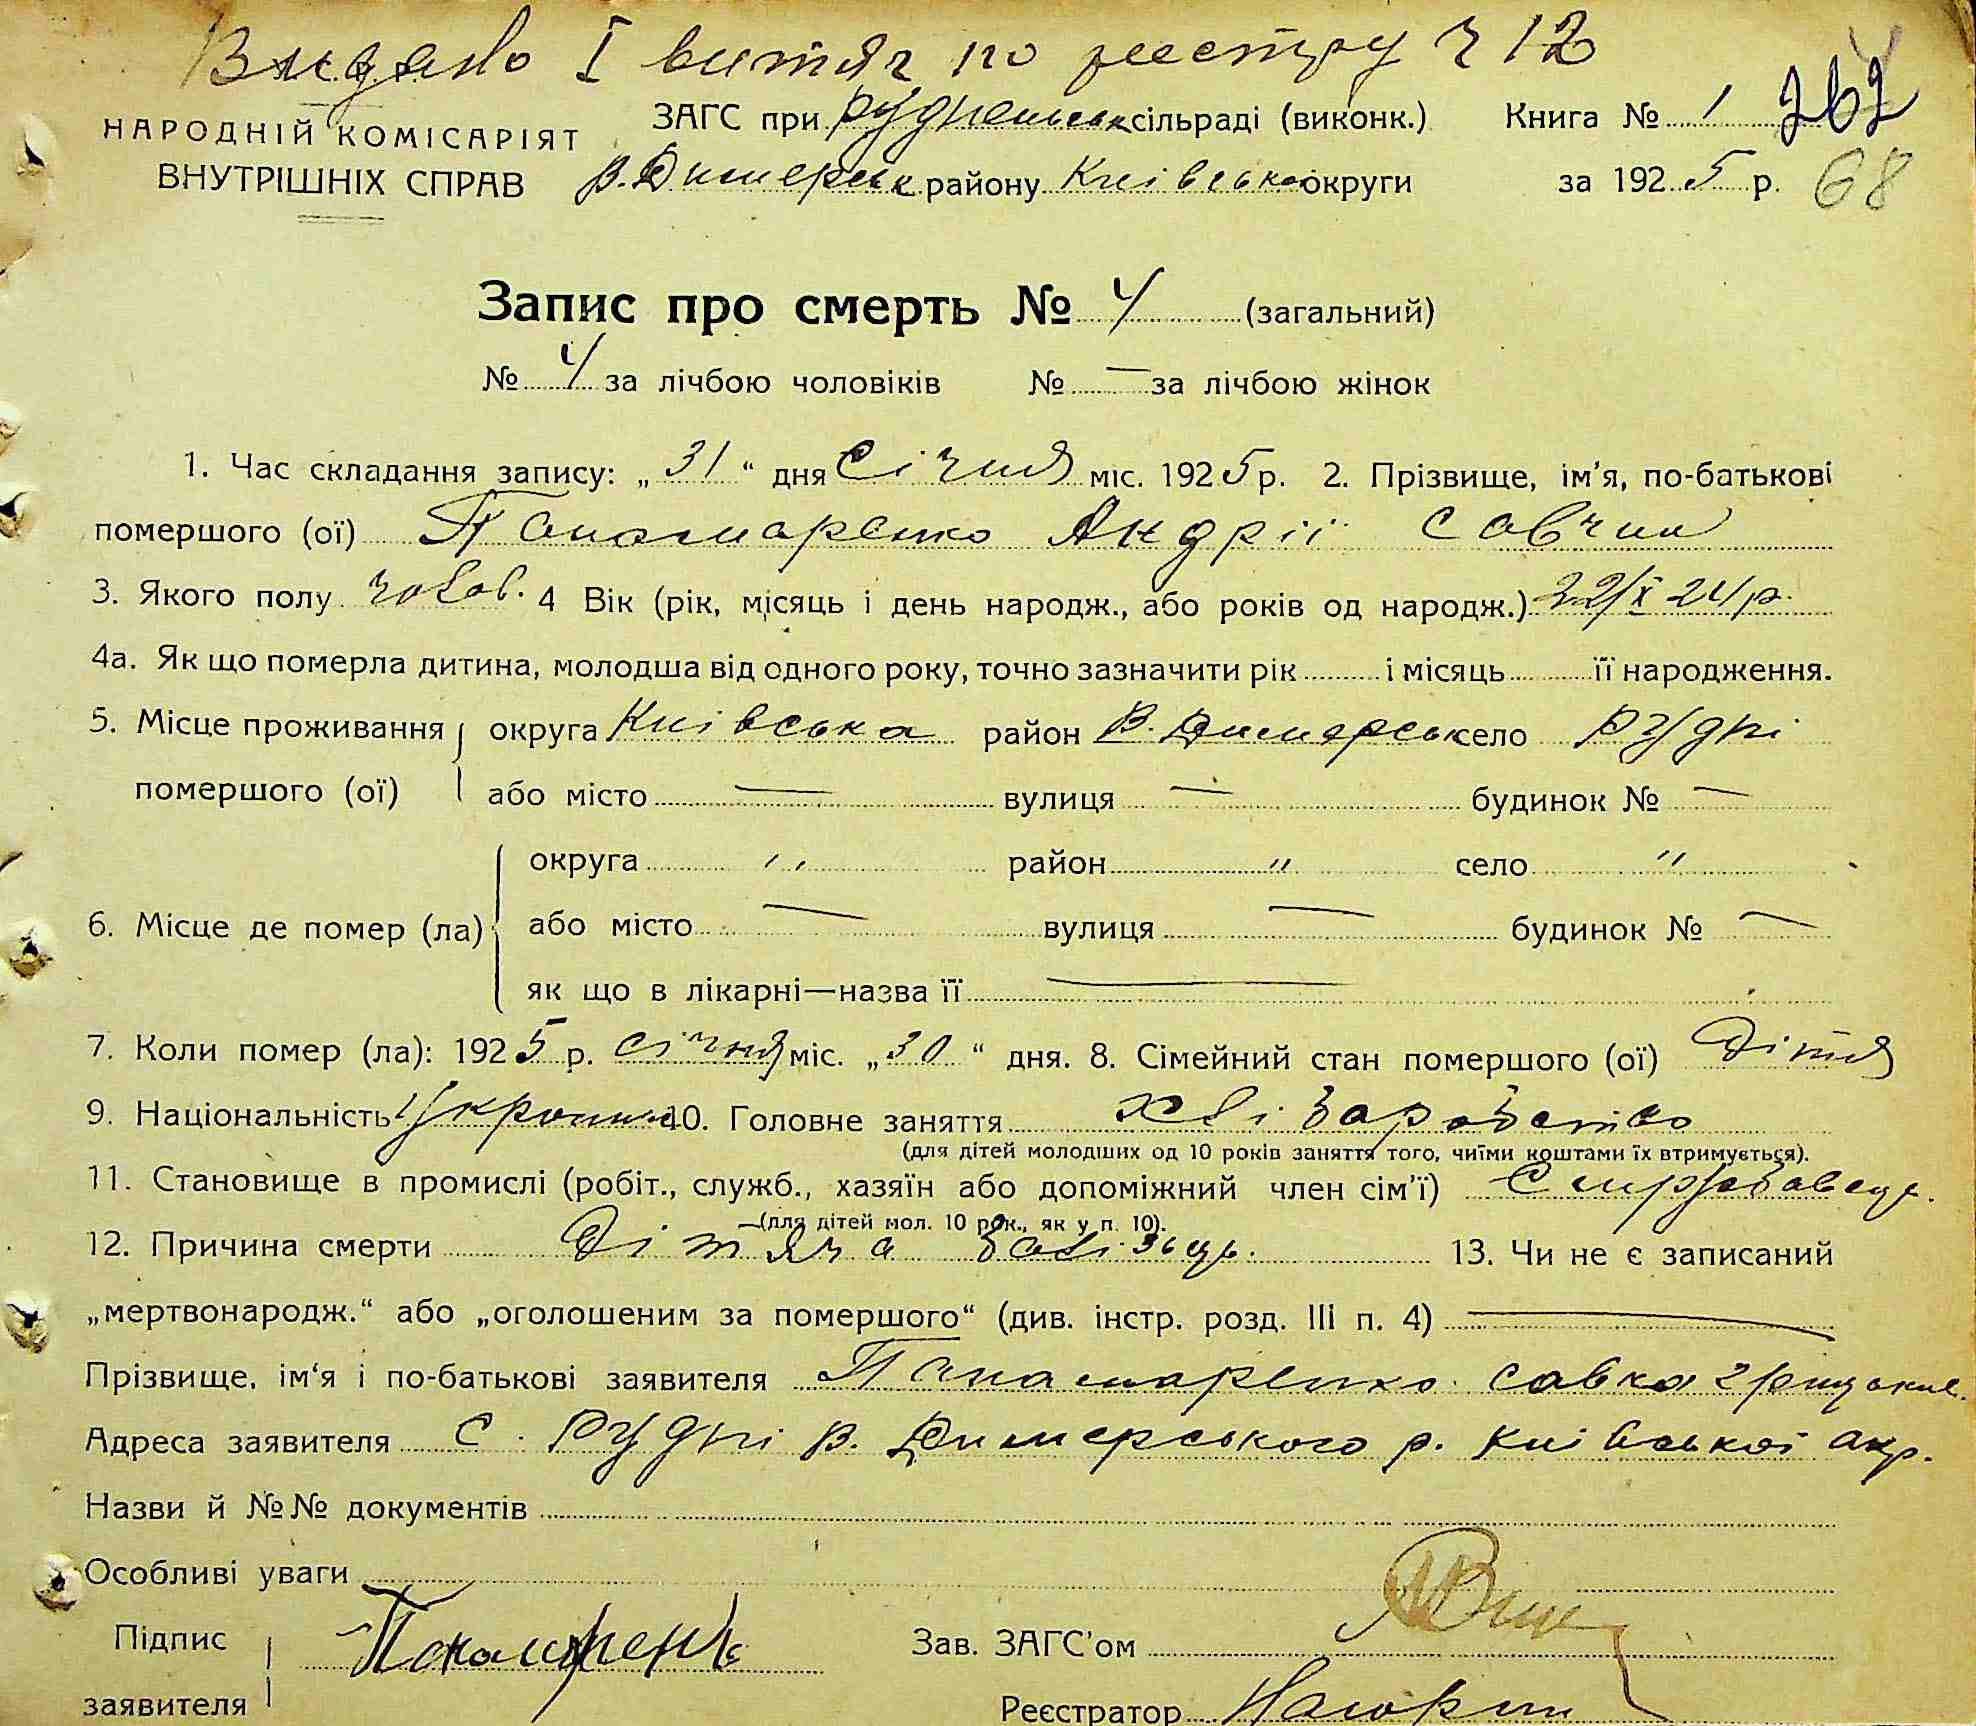 Видано I витяг по реестру ч 12
НАРОДНІЙ КОМІСАРІЯТ ЗАГС при Руднянськ сільраді (виконк.) Книга № 1 262
ВНУТРІШНІХ СПРАВ В. Димерськ району Київської округи за 1925 р. 68
Запис про смерть № 4 (загальний)
№ 4 за лічбою чоловіків № — за лічбою жінок
1. Час складання запису: „31“ дня Січня міс. 1925 р. 2. Прізвище, ім'я, по-батькові
помершого (ої) Панамаренко Андрій Савчин
3. Якого полу чолов. 4 Вік (рік, місяць і день народж., або років од народж.) 22/X 24 р.
4а. Як що померла дитина, молодша від одного року, точно зазначити рік і місяць її народження.
5. Місце проживання округа Київська район В. Димерськ село Рудні
помершого (ої) або місто — вулиця — будинок № —
округа " район " село "
6. Місце де помер (ла) або місто — вулиця — будинок № —
як що в лікарні—назва її —
7. Коли помер (ла): 1925 р. січня міс. „30“ дня. 8. Сімейний стан помершого (ої) Дітя
9. Національність Украин 10. Головне заняття хліборобство
(для дітей молодших од 10 років заняття того, чиїми коштами їх втримується).
11. Становище в промислі (робіт., служб., хазяїн або допоміжний член сім'ї)
(для дітей мол. 10 рок., як у п. 10).
12. Причина смерти Дітяча 13. Чи не є записаний
„мертвонародж.“ або „оголошеним за помершого“ (див. інстр. розд. III п. 4) —
Прізвище, ім'я і по-батькові заявителя Панамаренко Савка
Адреса заявителя с. Рудні В. Димерського р. Київської окр.
Назви й №№ документів
Особливі уваги
Підпис Зав. ЗАГС'ом
заявителя Реєстратор